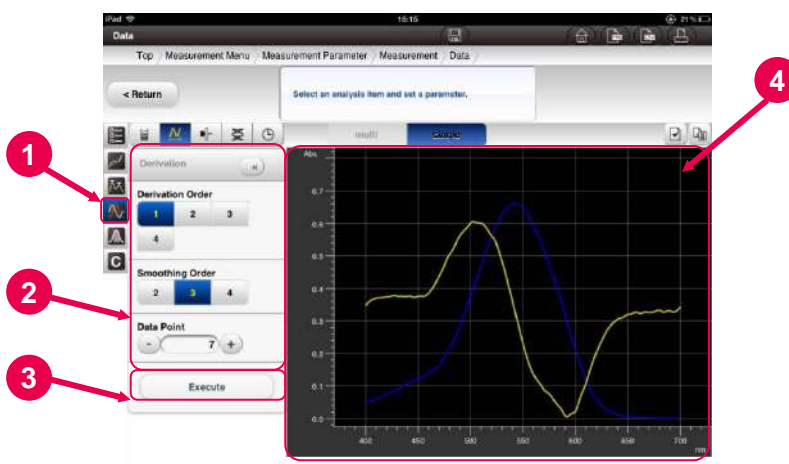 iPad 18:15 21%
Data
Top Measurement Menu Measurement Parameter Measurement Data
< Return
Select an analysis item and set a parameter.
multi Sample
Derivation «
Derivation Order
1 2 3
4
Smoothing Order
2 3 4
Data Point
- 7 +
Execute
C
Abs.
0.7
0.6
0.5
0.4
0.3
0.2
0.1
0.0
400 450 500 550 600 650 700
nm
1
2
3
4